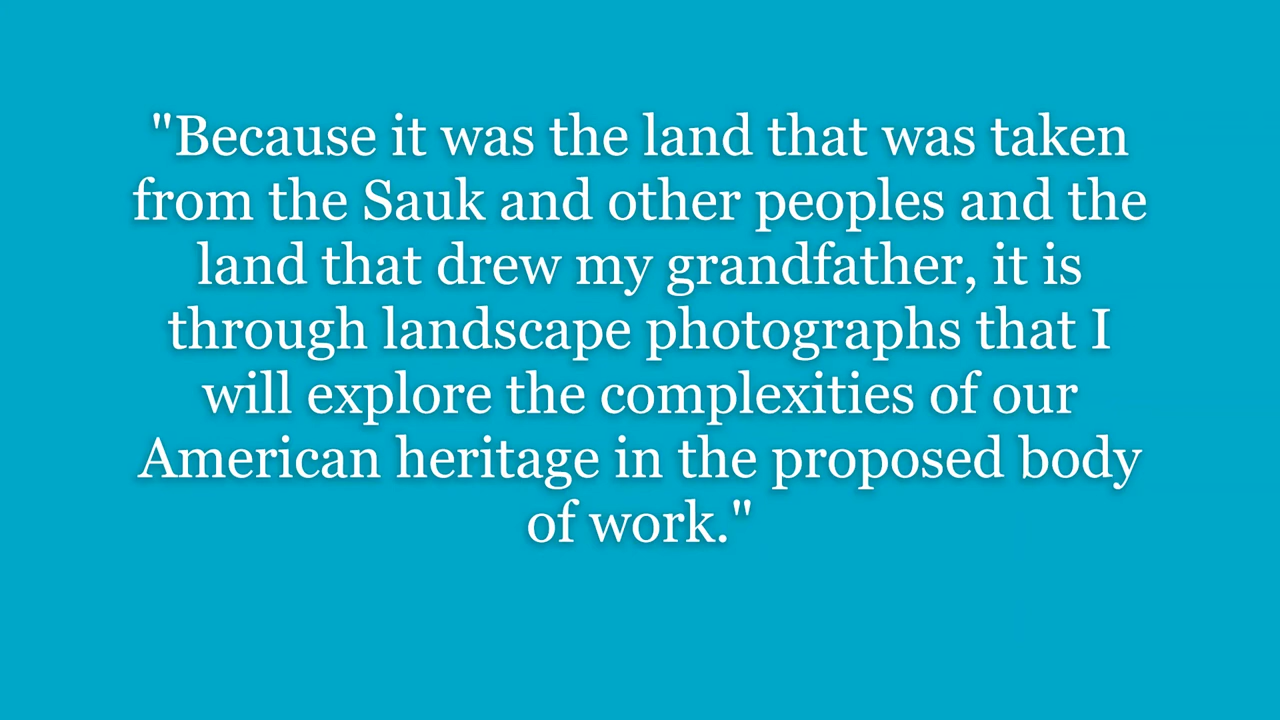 "Because it was the land that was taken
from the Sauk and other peoples and the
land that drew my grandfather, it is
through landscape photographs that I
will explore the complexities of our
American heritage in the proposed body
of work."